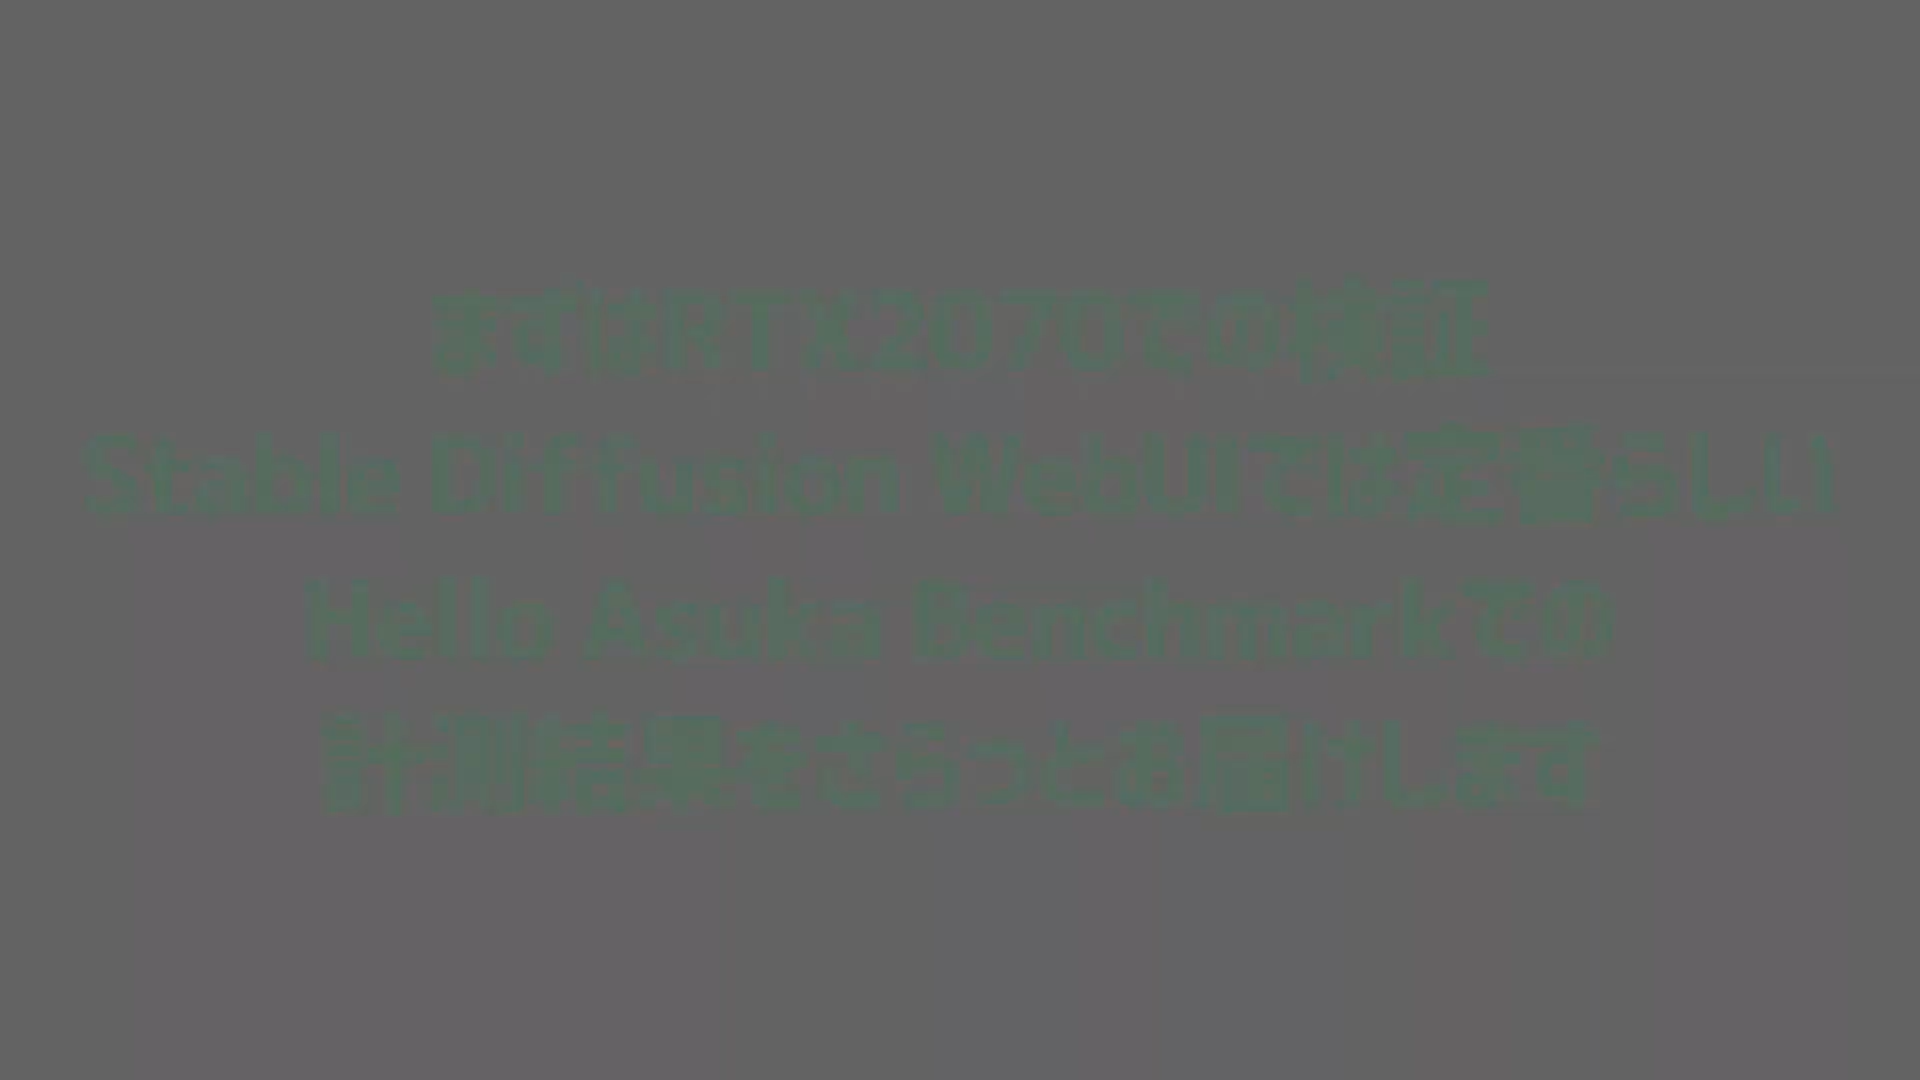 まずはRTX2070での検証
Stable Diffusion WebUIでは定番らしい
Hello Asuka Benchmarkでの
計測結果をさらっとお届けします